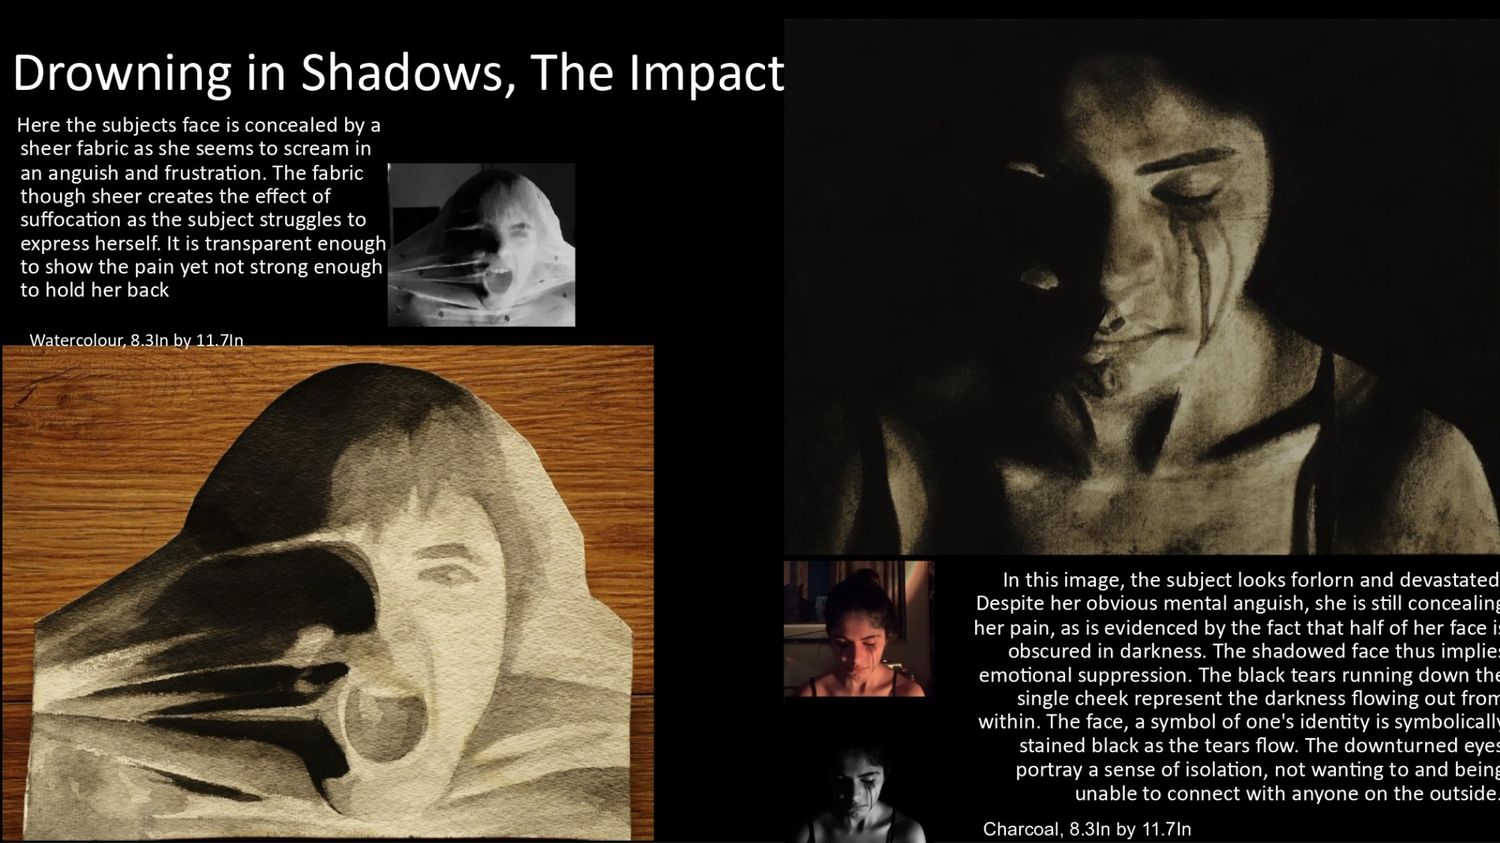 Drowning in Shadows, The Impact
Here the subjects face is concealed by a
sheer fabric as she seems to scream in
an anguish and frustration. The fabric
though sheer creates the effect of
suffocation as the subject struggles to
express herself. It is transparent enough
to show the pain yet not strong enough
to hold her back
Watercolour, 8.3In by 11.7In
In this image, the subject looks forlorn and devastated
Despite her obvious mental anguish, she is still concealing
her pain, as is evidenced by the fact that half of her face is
obscured in darkness. The shadowed face thus implies
emotional suppression. The black tears running down the
single cheek represent the darkness flowing out from
within. The face, a symbol of one's identity is symbolically
stained black as the tears flow. The downturned eyes
portray a sense of isolation, not wanting to and being
unable to connect with anyone on the outside.
Charcoal, 8.3In by 11.7In